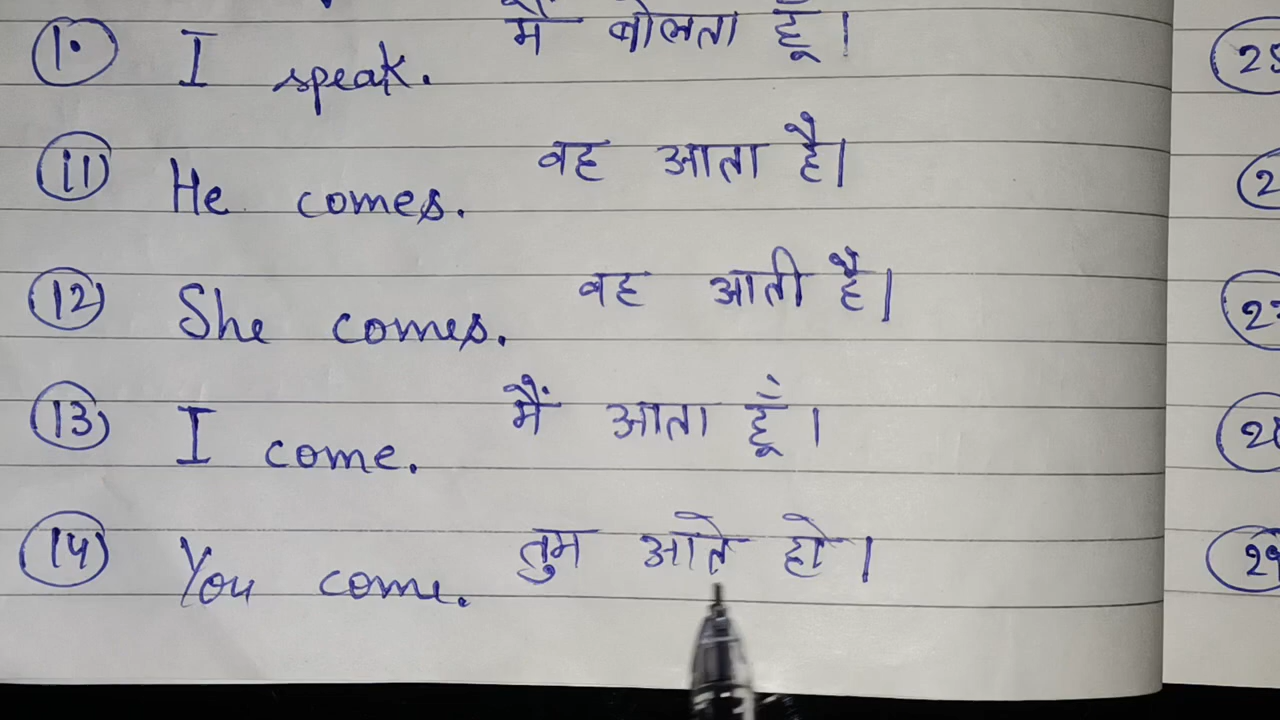 10 I speak. मैं बोलता हूँ।
11 He comes. वह आता है।
12 She comes. वह आती है।
13 I come. मैं आता हूँ।
14 You come. तुम आते हो।